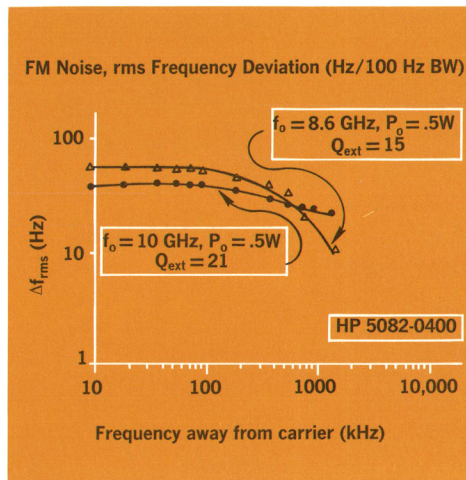 FM Noise, rms Frequency Deviation (Hz/100 Hz BW)
fo = 8.6 GHz, Po = .5W
Qext = 15
100
fo = 10 GHz, Po = .5W
Qext = 21
10
Δfrms (Hz)
HP 5082-0400
1
10
100
1000
10,000
Frequency away from carrier (kHz)